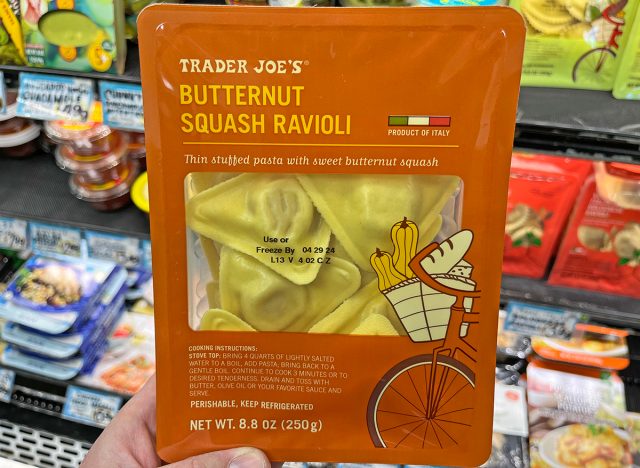 TRADER JOE'S®
BUTTERNUT
SQUASH RAVIOLI
PRODUCT OF ITALY
Thin stuffed pasta with sweet butternut squash
Use or
Freeze By 04 29 24
L13 V 4 02 C Z
COOKING INSTRUCTIONS:
STOVE TOP: BRING 4 QUARTS OF LIGHTLY SALTED
WATER TO A BOIL; ADD PASTA, BRING BACK TO A
GENTLE BOIL. CONTINUE TO COOK 3 MINUTES OR TO
DESIRED TENDERNESS. DRAIN AND TOSS WITH
BUTTER, OLIVE OIL OR YOUR FAVORITE SAUCE AND
SERVE.
PERISHABLE, KEEP REFRIGERATED
NET WT. 8.8 OZ (250g)